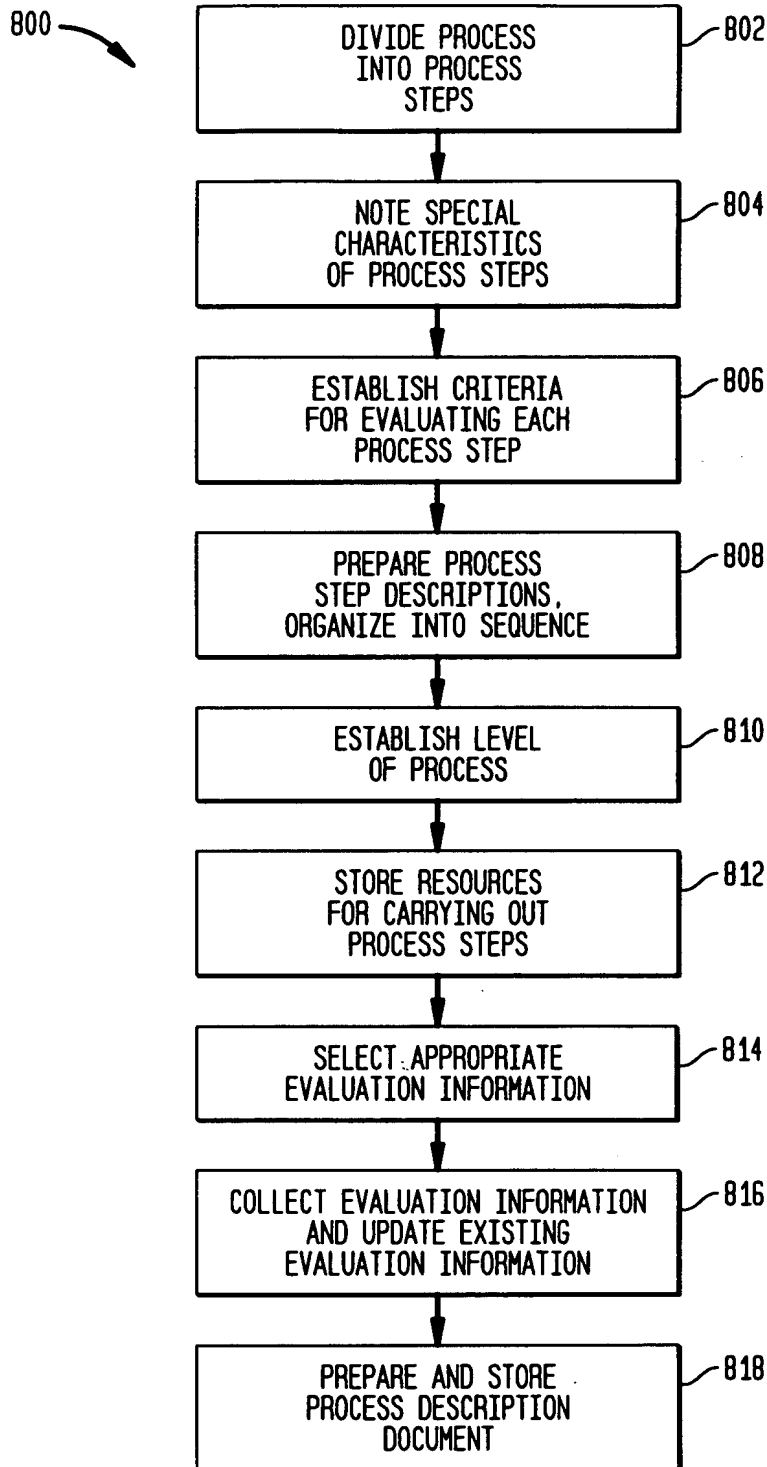 800
DIVIDE PROCESS
INTO PROCESS
STEPS
802
NOTE SPECIAL
CHARACTERISTICS
OF PROCESS STEPS
804
ESTABLISH CRITERIA
FOR EVALUATING EACH
PROCESS STEP
806
PREPARE PROCESS
STEP DESCRIPTIONS,
ORGANIZE INTO SEQUENCE
808
ESTABLISH LEVEL
OF PROCESS
810
STORE RESOURCES
FOR CARRYING OUT
PROCESS STEPS
812
SELECT APPROPRIATE
EVALUATION INFORMATION
814
COLLECT EVALUATION INFORMATION
AND UPDATE EXISTING
EVALUATION INFORMATION
816
PREPARE AND STORE
PROCESS DESCRIPTION
DOCUMENT
818